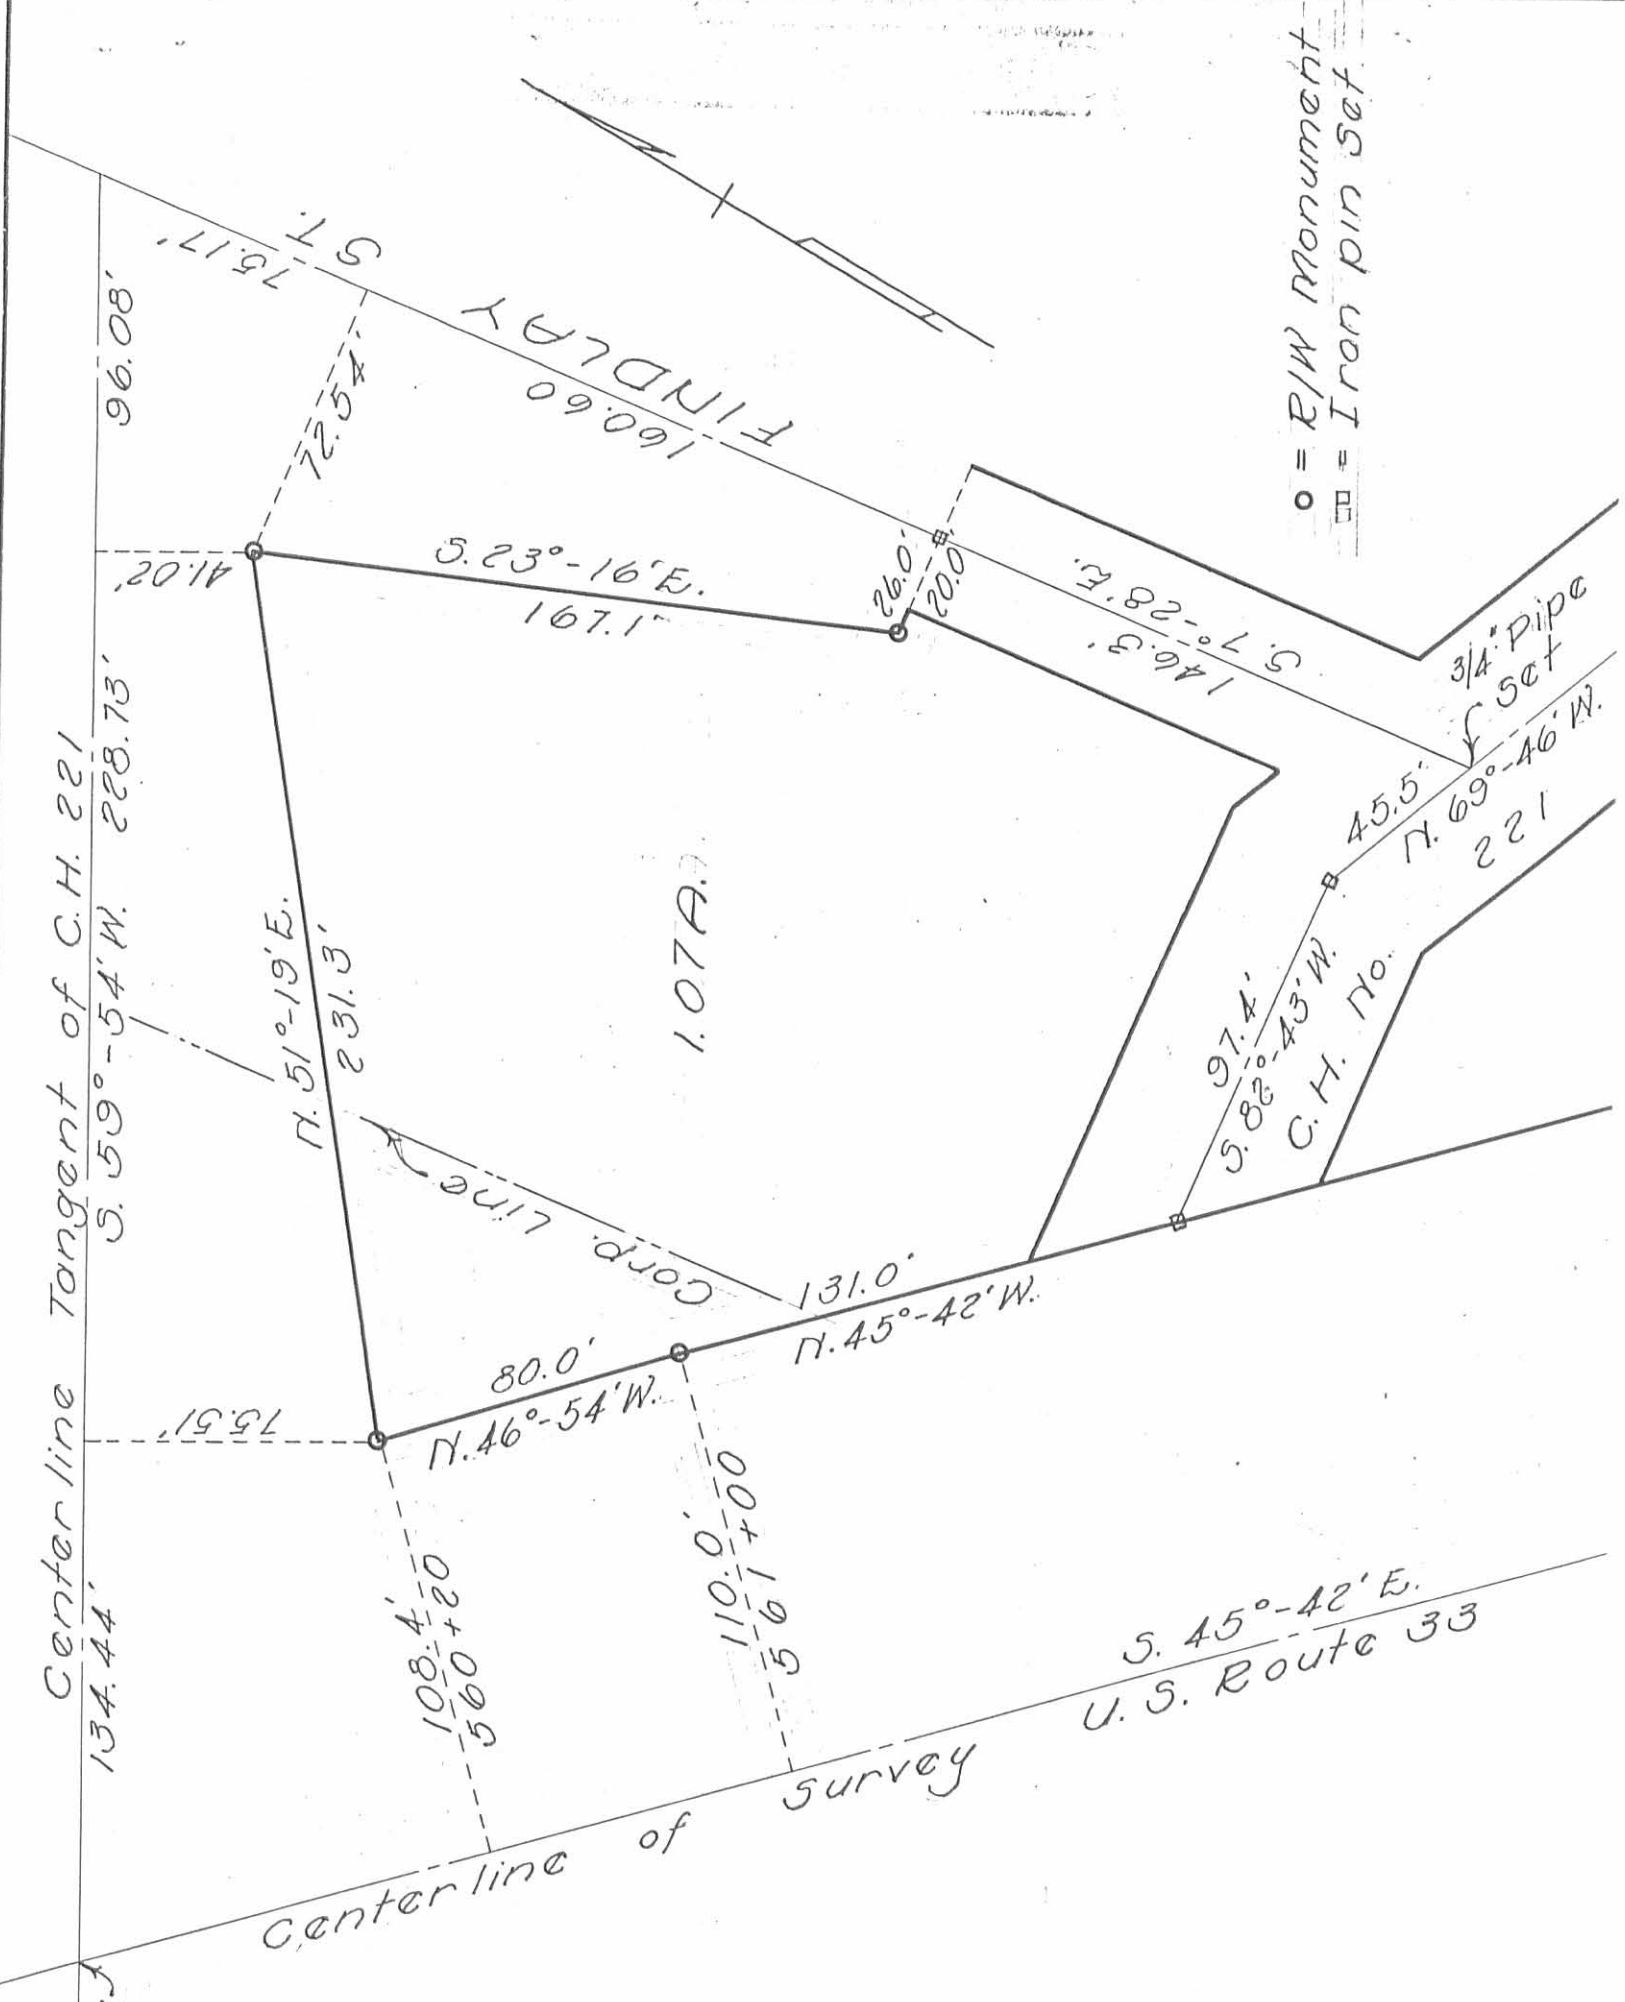 Centerline Tangent of C.H. 221
134.44'
S. 59°-54' W. 228.73'
96.08'
75.17'
FINDLAY ST.
160.60
72.54'
41.02'
S. 23°-16' E.
167.1'
26.0'
20.0'
S. 7°-28' E.
146.3'
3/4" pipe
set
45.5'
N. 69°-46' W.
C. H. No. 221
97.4'
S. 82°-43' W.
N. 51°-19' E.
231.3'
1.07 A.
Corp. Line
131.0'
N. 45°-42' W.
80.0'
N. 46°-54' W.
75.51'
108.4'
560+20
110.0'
561+00
Centerline of Survey
S. 45°-42' E.
U.S. Route 33
○ = R/W monument
□ = Iron pin set
N